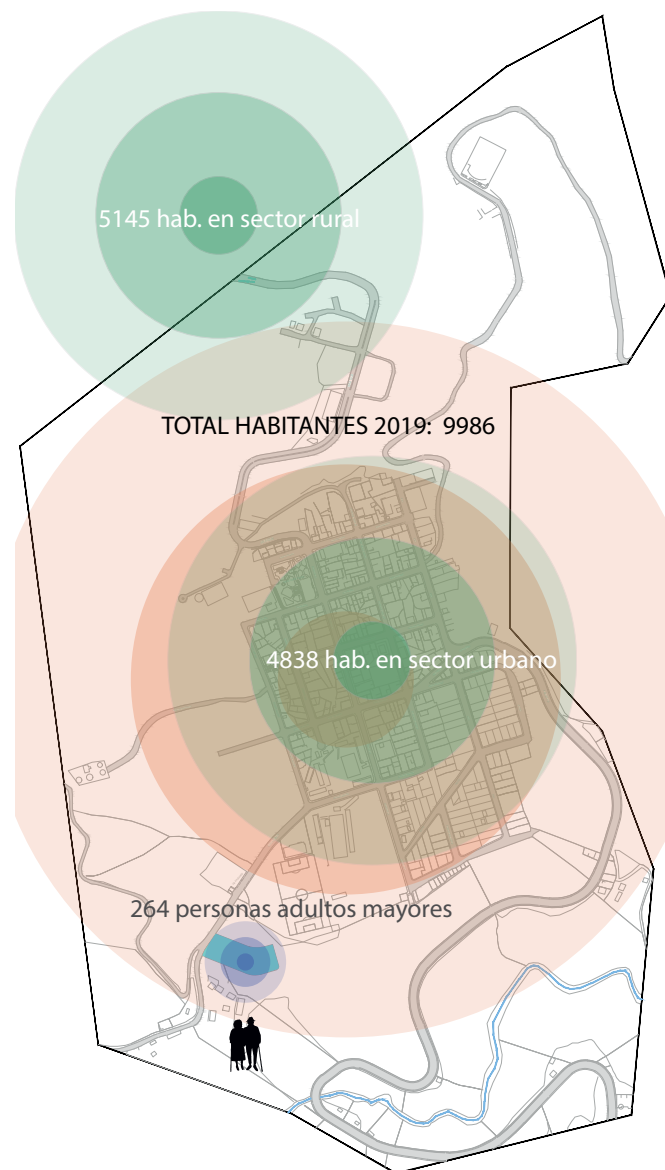 5145 hab. en sector rural
TOTAL HABITANTES 2019: 9986
4838 hab. en sector urbano
264 personas adultos mayores